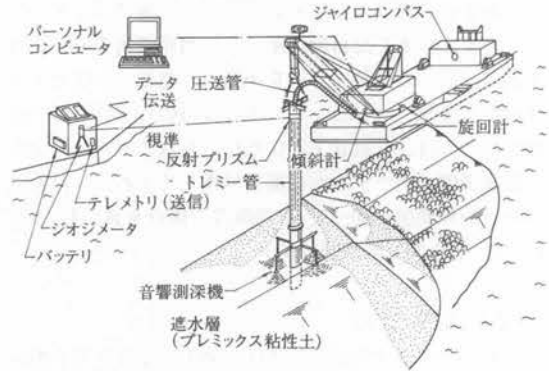 ジャイロコンパス
パーソナル
コンピュータ
データ
伝送
圧送管
視準
旋回計
反射プリズム
傾斜計
トレミー管
テレメトリ(送信)
ジオジメータ
バッテリ
音響測深機
遮水層
(プレミックス粘性土)